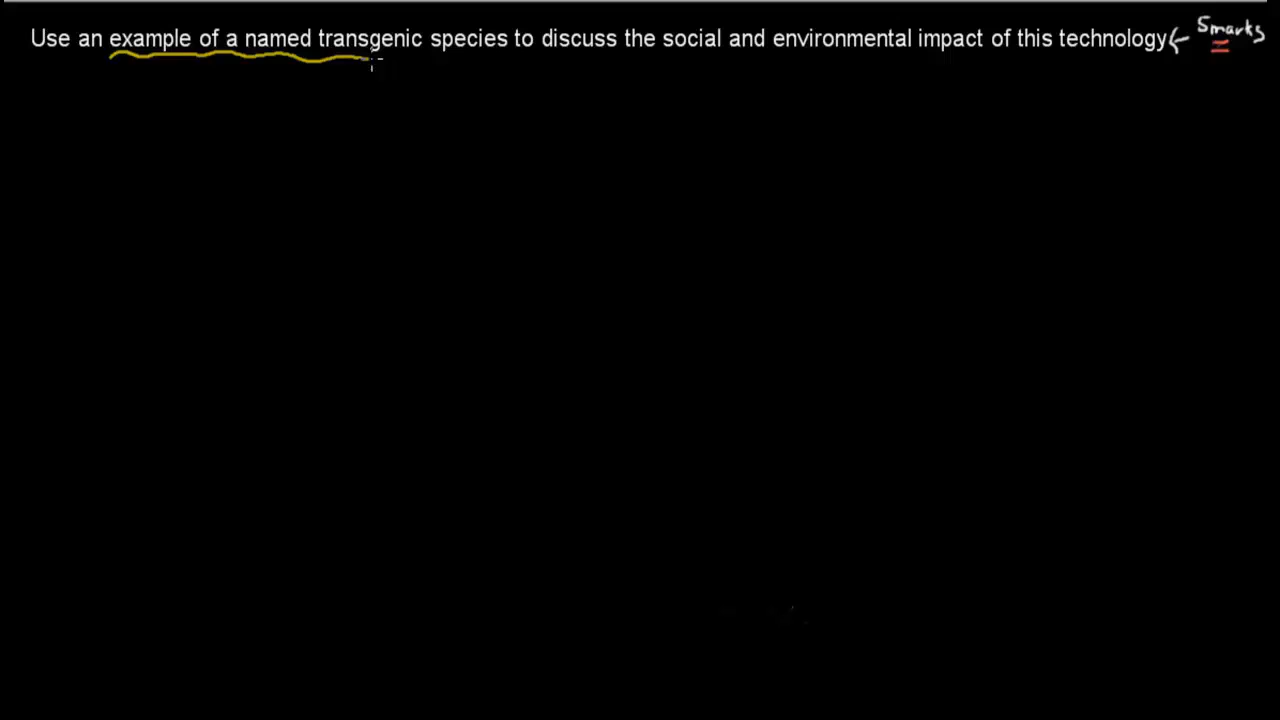 Use an example of a named transgenic species to discuss the social and environmental impact of this technology ← 5marks